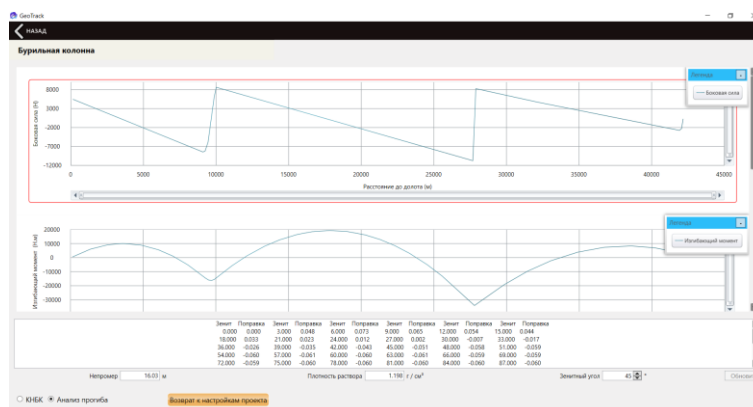 GeoTrack
НАЗАД
Бурильная колонна
Легенда
Боковая сила
Боковая сила (Н)
8000
3000
-2000
-7000
-12000
0 5000 10000 15000 20000 25000 30000 35000 40000 45000
Расстояние до долота (м)
Легенда
Изгибающий момент
Изгибающий момент (Н·м)
20000
10000
0
-10000
-20000
-30000
Зенит Поправка Зенит Поправка Зенит Поправка Зенит Поправка Зенит Поправка Зенит Поправка
0.000 0.000 3.000 0.048 6.000 0.073 9.000 0.065 12.000 0.054 15.000 0.044
18.000 0.033 21.000 0.023 24.000 0.012 27.000 0.002 30.000 -0.007 33.000 -0.017
36.000 -0.026 39.000 -0.035 42.000 -0.043 45.000 -0.051 48.000 -0.058 51.000 -0.059
54.000 -0.060 57.000 -0.061 60.000 -0.060 63.000 -0.061 66.000 -0.059 69.000 -0.060
72.000 -0.059 75.000 -0.060 78.000 -0.060 81.000 -0.060 84.000 -0.060 87.000 -0.060
Непромер 16.03 м Плотность раствора 1.198 г / см³ Зенитный угол 45 ° Обнови
КНБК Анализ прогиба Возврат к настройкам проекта